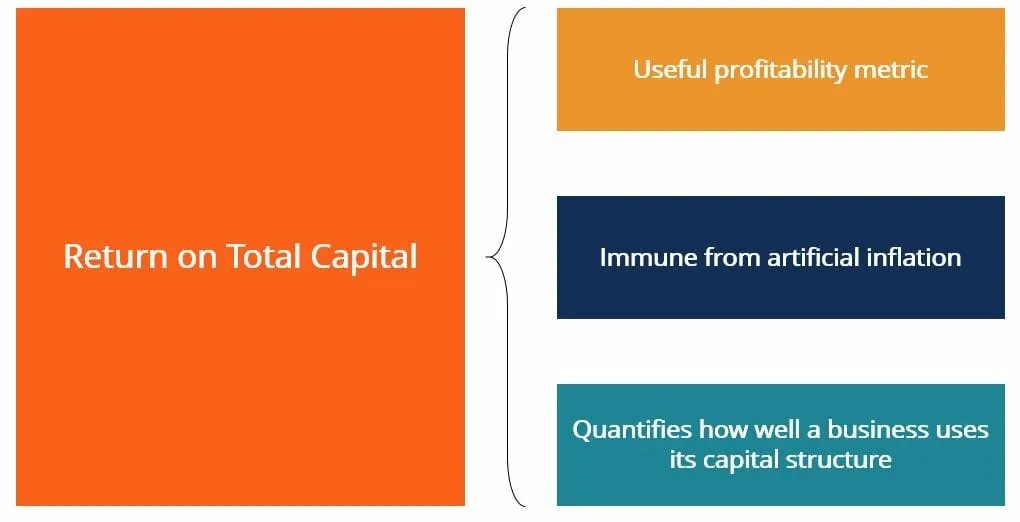 Return on Total Capital
Useful profitability metric
Immune from artificial inflation
Quantifies how well a business uses
its capital structure